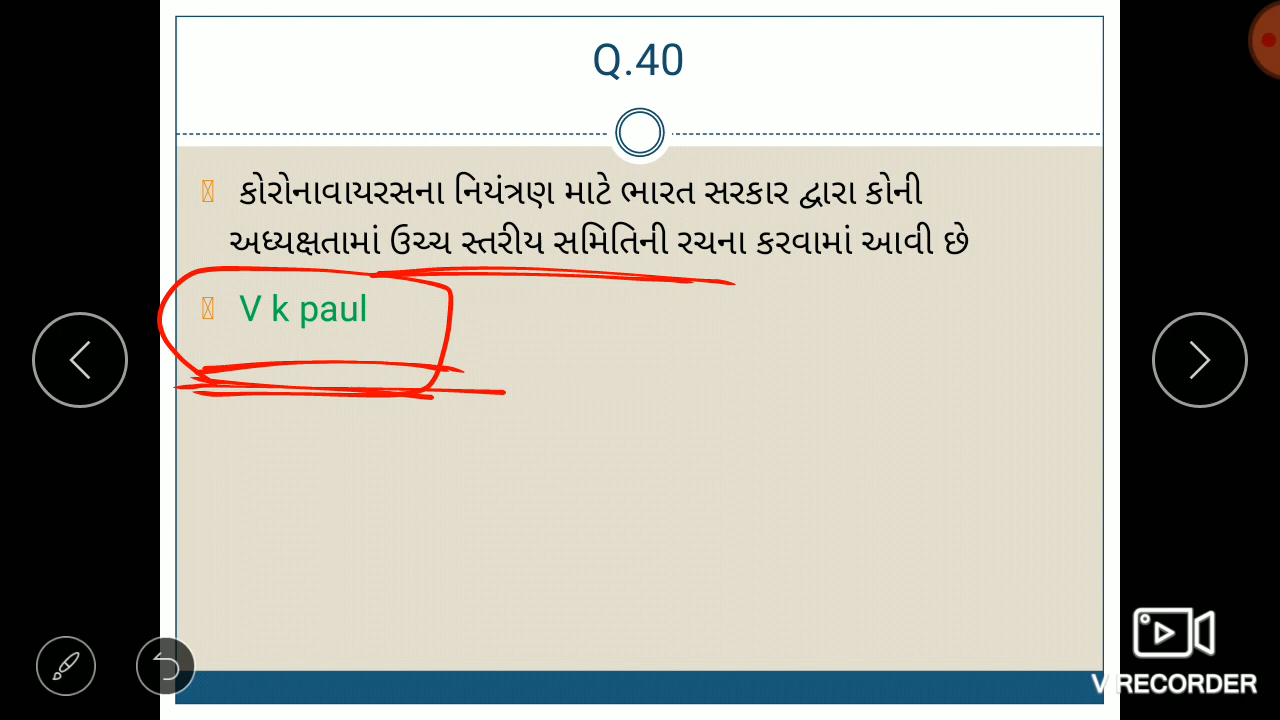 Q.40
કોરોનાવાયરસના નિયંત્રણ માટે ભારત સરકાર દ્વારા કોની
અધ્યક્ષતામાં ઉચ્ચ સ્તરીય સમિતિની રચના કરવામાં આવી છે
V k paul
V RECORDER